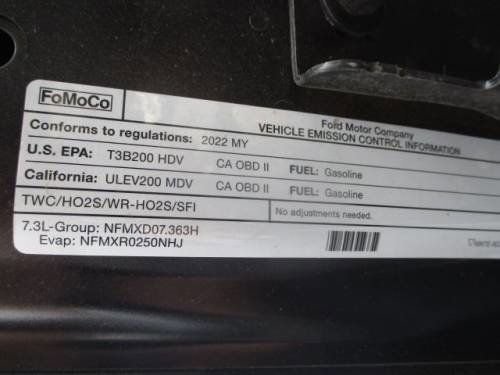 FoMoCo
Ford Motor Company
VEHICLE EMISSION CONTROL INFORMATION
Conforms to regulations: 2022 MY
U.S. EPA: T3B200 HDV CA OBD II FUEL: Gasoline
California: ULEV200 MDV CA OBD II FUEL: Gasoline
TWC/HO2S/WR-HO2S/SFI No adjustments needed.
7.3L-Group: NFMXD07.363H
Evap: NFMXR0250NHJ